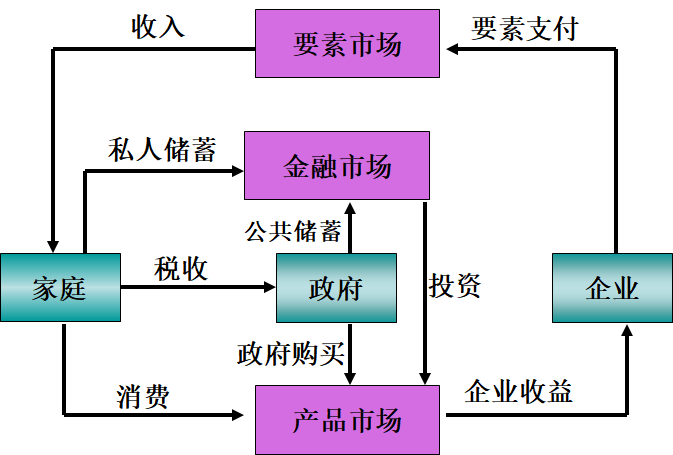 收入
要素市场
要素支付
私人储蓄
金融市场
公共储蓄
家庭
税收
政府
投资
企业
政府购买
消费
产品市场
企业收益